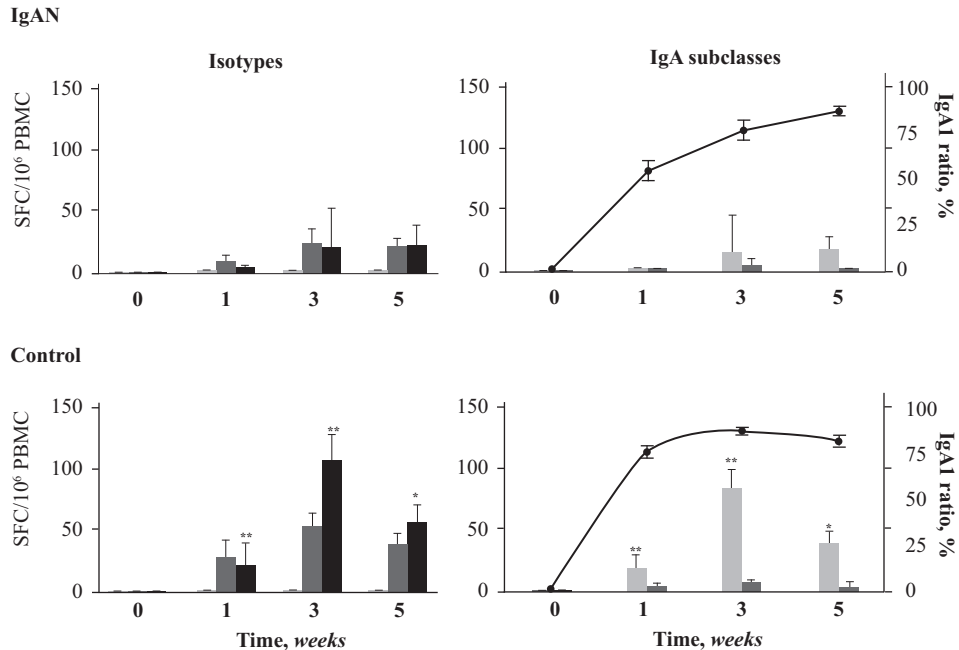 IgAN
Isotypes
IgA subclasses
SFC/10⁶ PBMC
150
100
50
0
0 1 3 5
150
100
50
0
100
75
50
25
0
IgA1 ratio, %
0 1 3 5
Control
SFC/10⁶ PBMC
150
100
50
0
**
**
*
0 1 3 5
Time, weeks
150
100
50
0
**
**
*
100
75
50
25
0
IgA1 ratio, %
0 1 3 5
Time, weeks